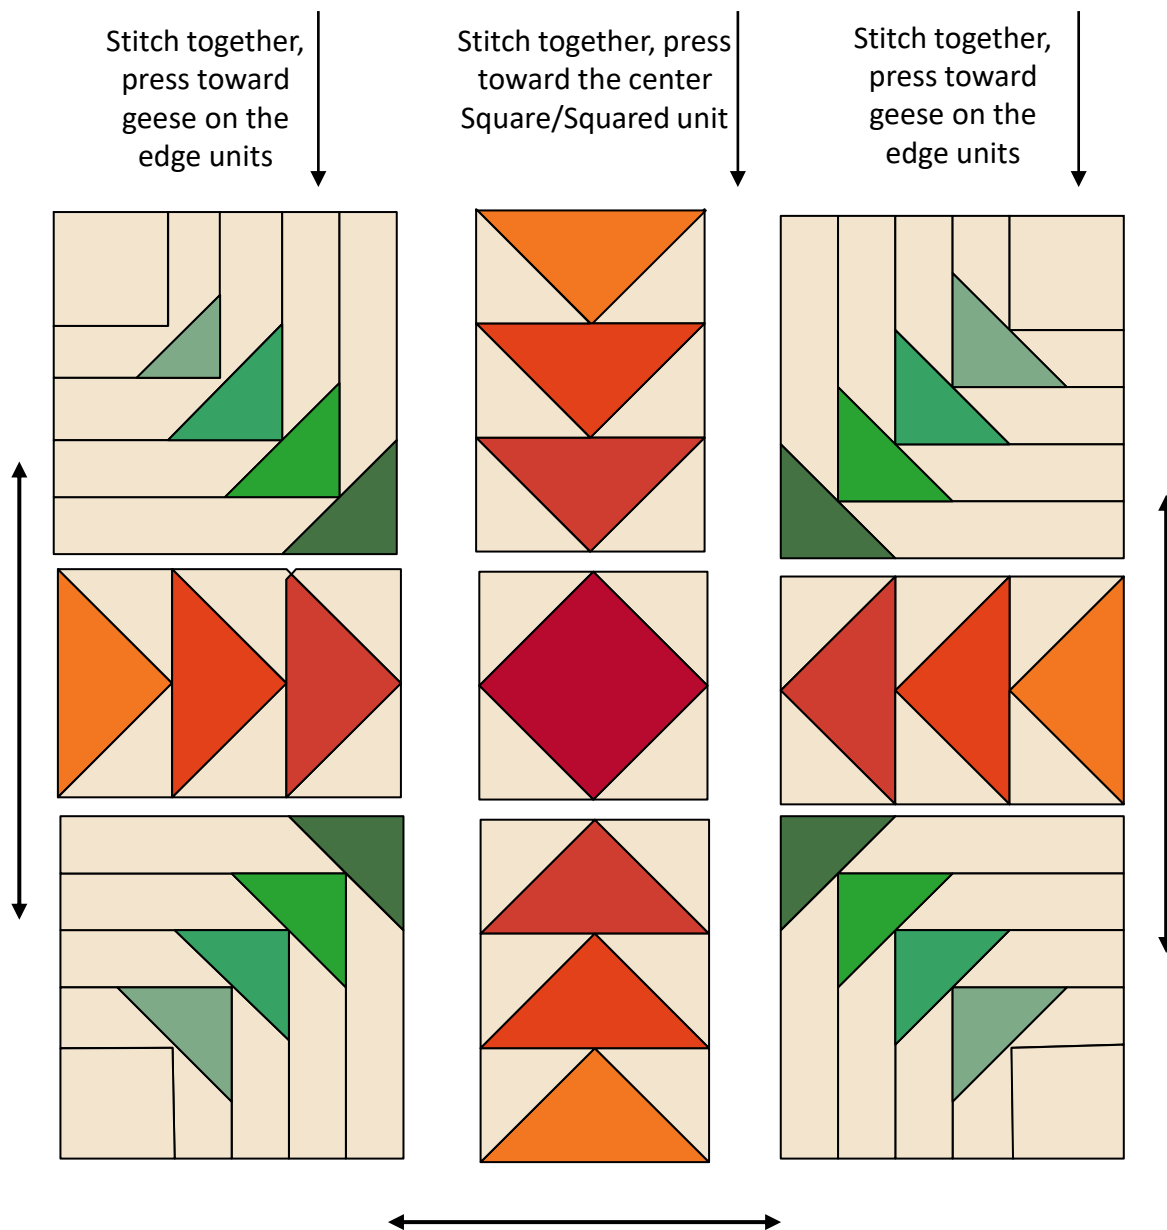 Stitch together,
press toward
geese on the
edge units
Stitch together, press
toward the center
Square/Squared unit
Stitch together,
press toward
geese on the
edge units